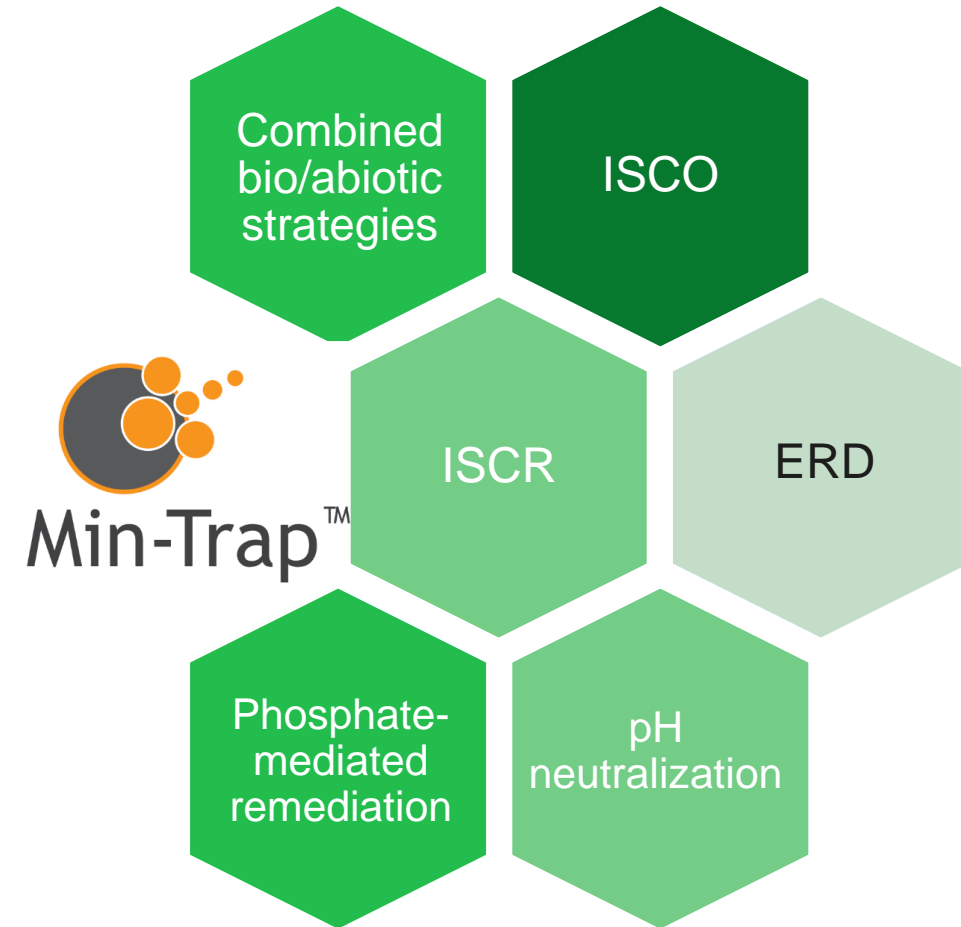 Combined
bio/abiotic
strategies
ISCO
Min-Trap™
ISCR
ERD
Phosphate-
mediated
remediation
pH
neutralization